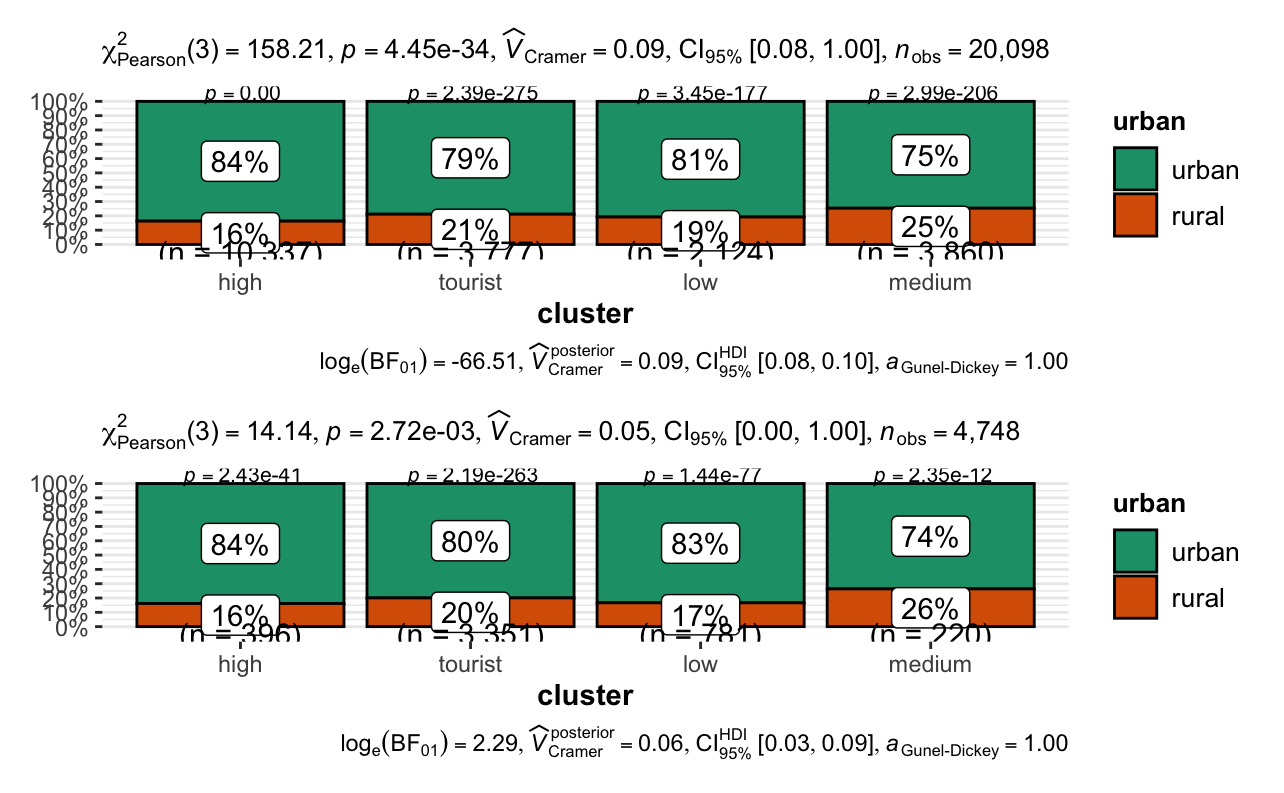 χ²Pearson(3) = 158.21, p = 4.45e-34, V̂Cramer = 0.09, CI95% [0.08, 1.00], nobs = 20,098
p = 0.00 p = 2.39e-275 p = 3.45e-177 p = 2.99e-206
100%
90%
80%
70%
60%
50%
40%
30%
20%
10%
0%
84% 79% 81% 75%
16% 21% 19% 25%
(n = 10,337) (n = 3,777) (n = 2,124) (n = 3,860)
high tourist low medium
cluster
urban
urban
rural
loge(BF01) = -66.51, V̂posterior Cramer = 0.09, CIHDI 95% [0.08, 0.10], aGunel-Dickey = 1.00
χ²Pearson(3) = 14.14, p = 2.72e-03, V̂Cramer = 0.05, CI95% [0.00, 1.00], nobs = 4,748
p = 2.43e-41 p = 2.19e-263 p = 1.44e-77 p = 2.35e-12
100%
90%
80%
70%
60%
50%
40%
30%
20%
10%
0%
84% 80% 83% 74%
16% 20% 17% 26%
(n = 396) (n = 3,351) (n = 781) (n = 220)
high tourist low medium
cluster
urban
urban
rural
loge(BF01) = 2.29, V̂posterior Cramer = 0.06, CIHDI 95% [0.03, 0.09], aGunel-Dickey = 1.00